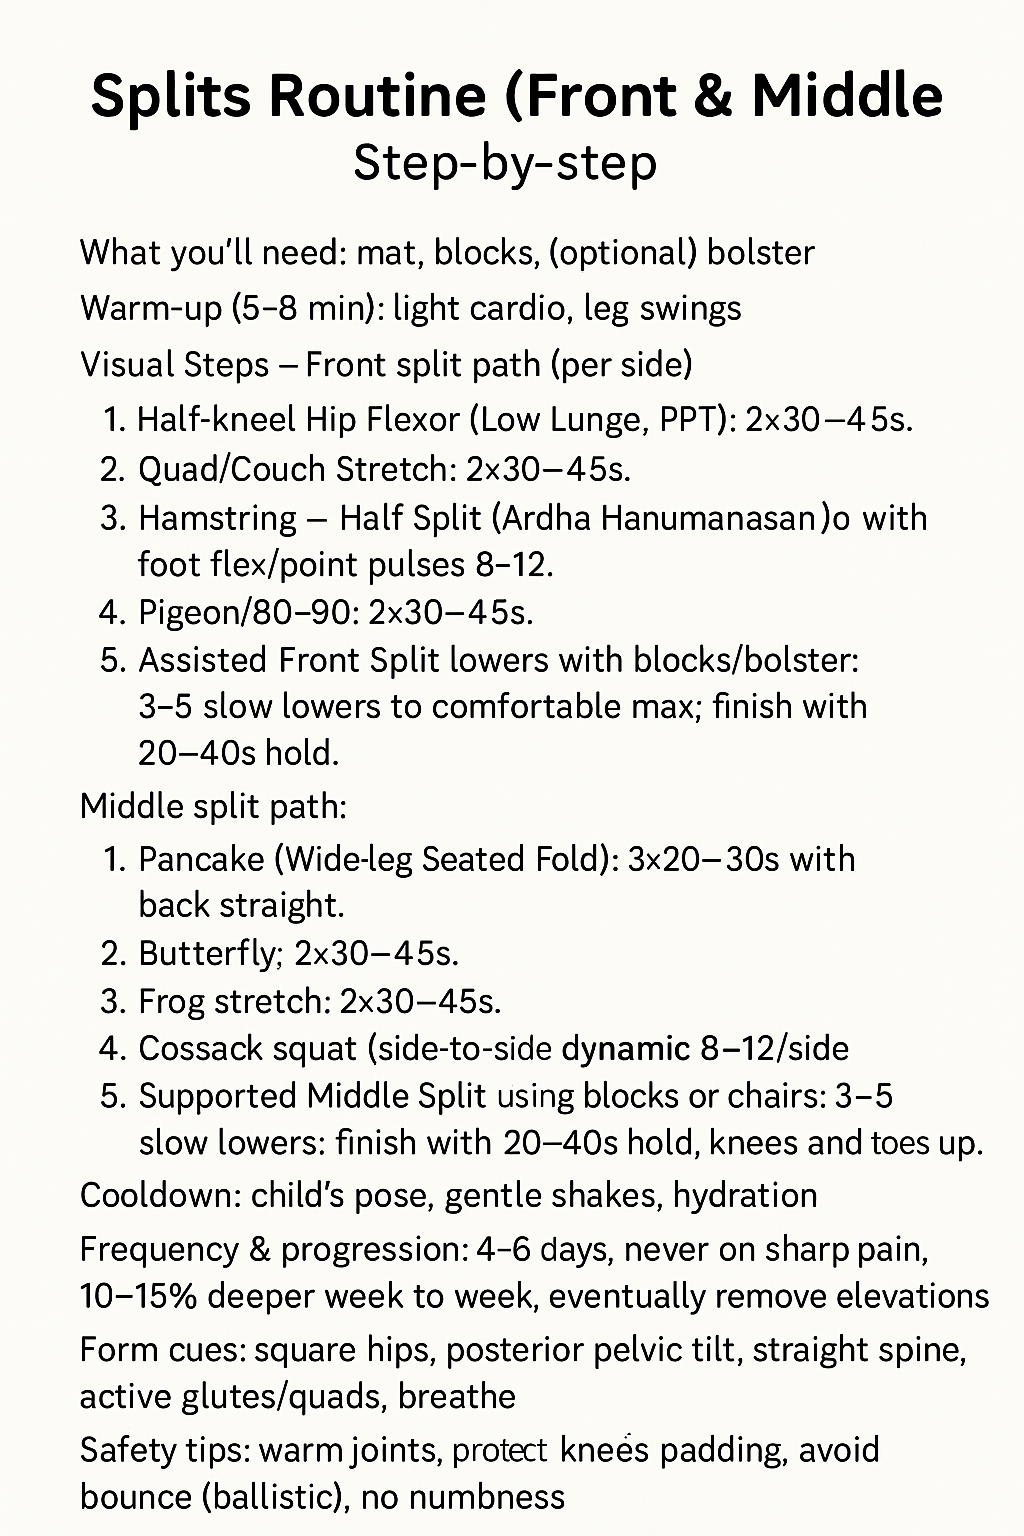 Splits Routine (Front & Middle
Step-by-step
What you'll need: mat, blocks, (optional) bolster
Warm-up (5–8 min): light cardio, leg swings
Visual Steps – Front split path (per side)
1. Half-kneel Hip Flexor (Low Lunge, PPT): 2×30–45s.
2. Quad/Couch Stretch: 2×30–45s.
3. Hamstring – Half Split (Ardha Hanumanasan)o with
foot flex/point pulses 8–12.
4. Pigeon/80–90: 2×30–45s.
5. Assisted Front Split lowers with blocks/bolster:
3–5 slow lowers to comfortable max; finish with
20–40s hold.
Middle split path:
1. Pancake (Wide-leg Seated Fold): 3×20–30s with
back straight.
2. Butterfly; 2×30–45s.
3. Frog stretch: 2×30–45s.
4. Cossack squat (side-to-side dynamic 8–12/side
5. Supported Middle Split using blocks or chairs: 3–5
slow lowers: finish with 20–40s hold, knees and toes up.
Cooldown: child's pose, gentle shakes, hydration
Frequency & progression: 4–6 days, never on sharp pain,
10–15% deeper week to week, eventually remove elevations
Form cues: square hips, posterior pelvic tilt, straight spine,
active glutes/quads, breathe
Safety tips: warm joints, protect knees padding, avoid
bounce (ballistic), no numbness